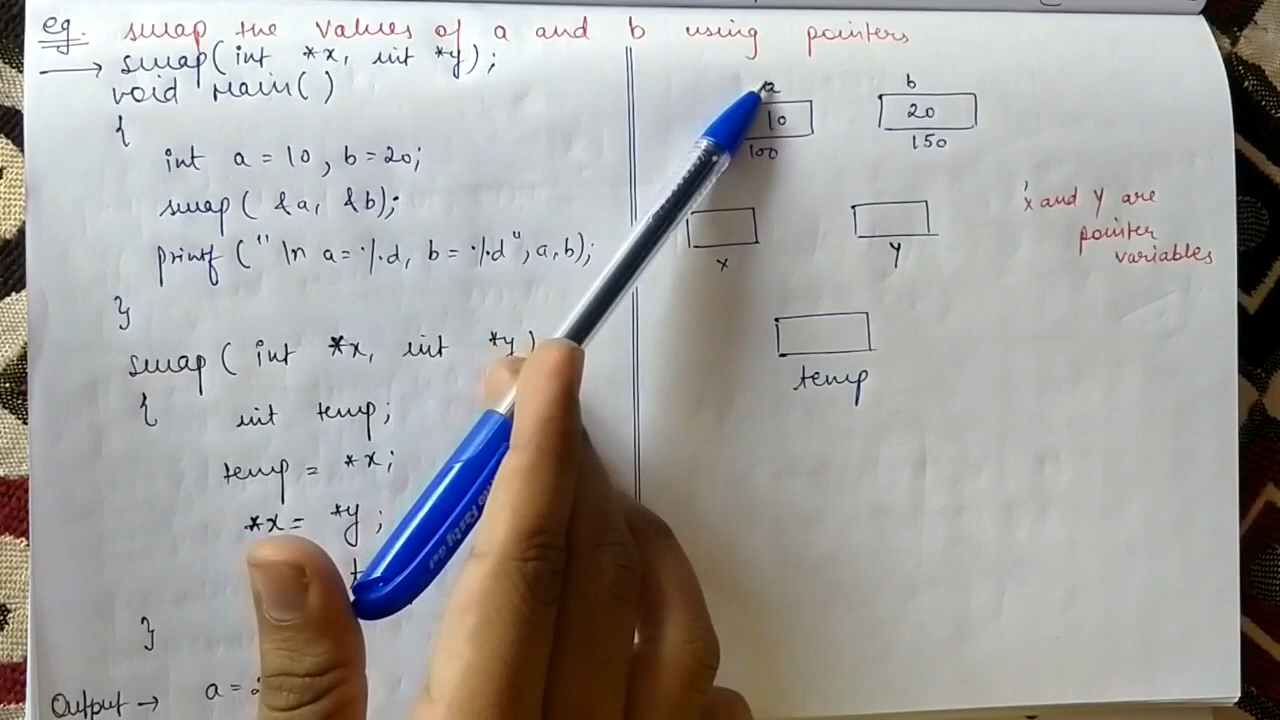 eg. swap the values of a and b using pointers
swap(int *x, int *y);
void main()
{
int a = 10, b = 20;
swap( &a, &b);
printf ("\n a = %d, b = %d", a, b);
}
swap( int *x, int *y)
{ int temp;
temp = *x;
*x = *y;
}
Output → a =
a b
10 20
100 150
x y
temp
x and y are
pointer
variables